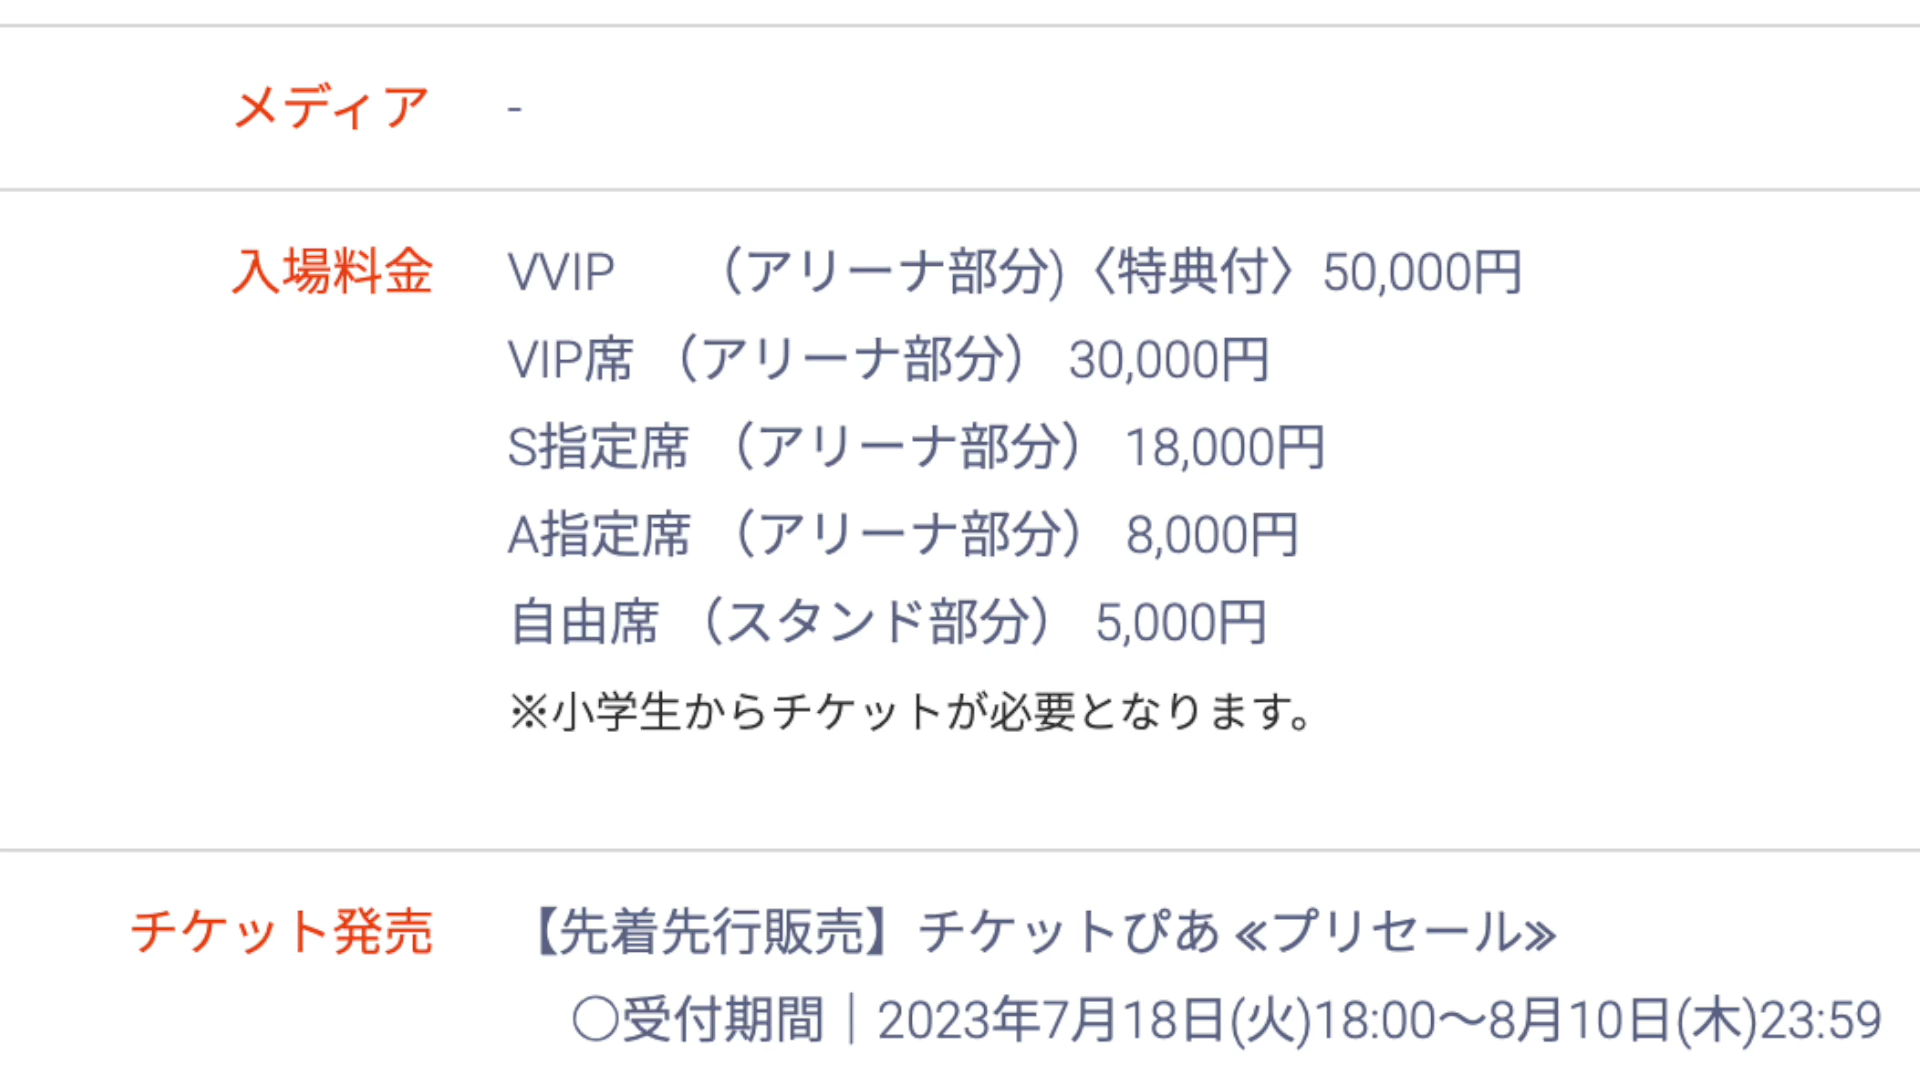 メディア -
入場料金 VVIP　（アリーナ部分)〈特典付〉50,000円
VIP席 （アリーナ部分） 30,000円
S指定席 （アリーナ部分） 18,000円
A指定席 （アリーナ部分） 8,000円
自由席 （スタンド部分） 5,000円
※小学生からチケットが必要となります。
チケット発売 【先着先行販売】チケットぴあ ≪プリセール≫
○受付期間｜2023年7月18日(火)18:00～8月10日(木)23:59